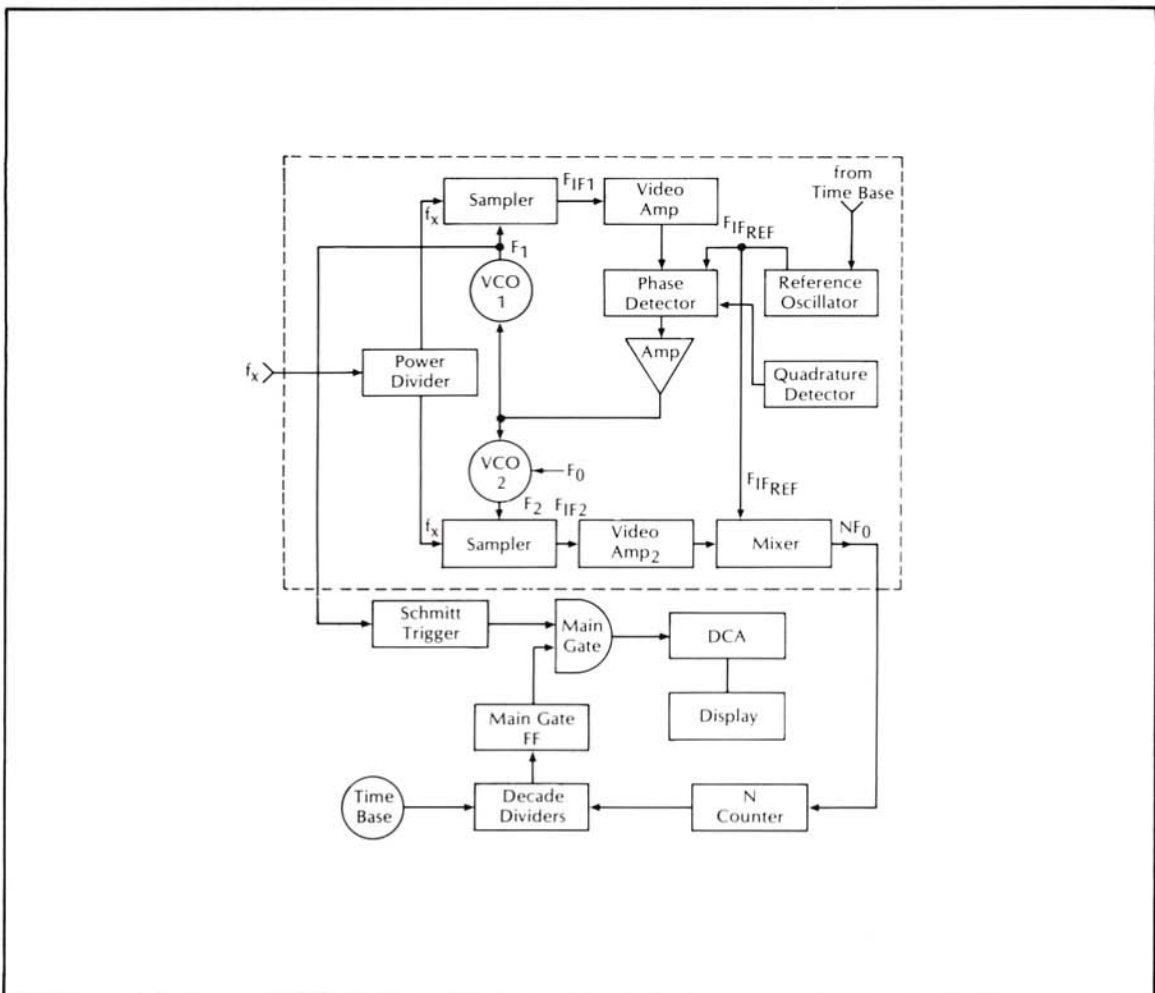 from
Time Base
F_IF1
Video
Amp
Sampler
f_x
F_IF_REF
F_1
VCO
1
Phase
Detector
Reference
Oscillator
Amp
f_x
Power
Divider
Quadrature
Detector
VCO
2
F_0
F_IF_REF
F_2
F_IF2
f_x
Sampler
Video
Amp_2
Mixer
NF_0
Schmitt
Trigger
Main
Gate
DCA
Main Gate
FF
Display
Time
Base
Decade
Dividers
N
Counter